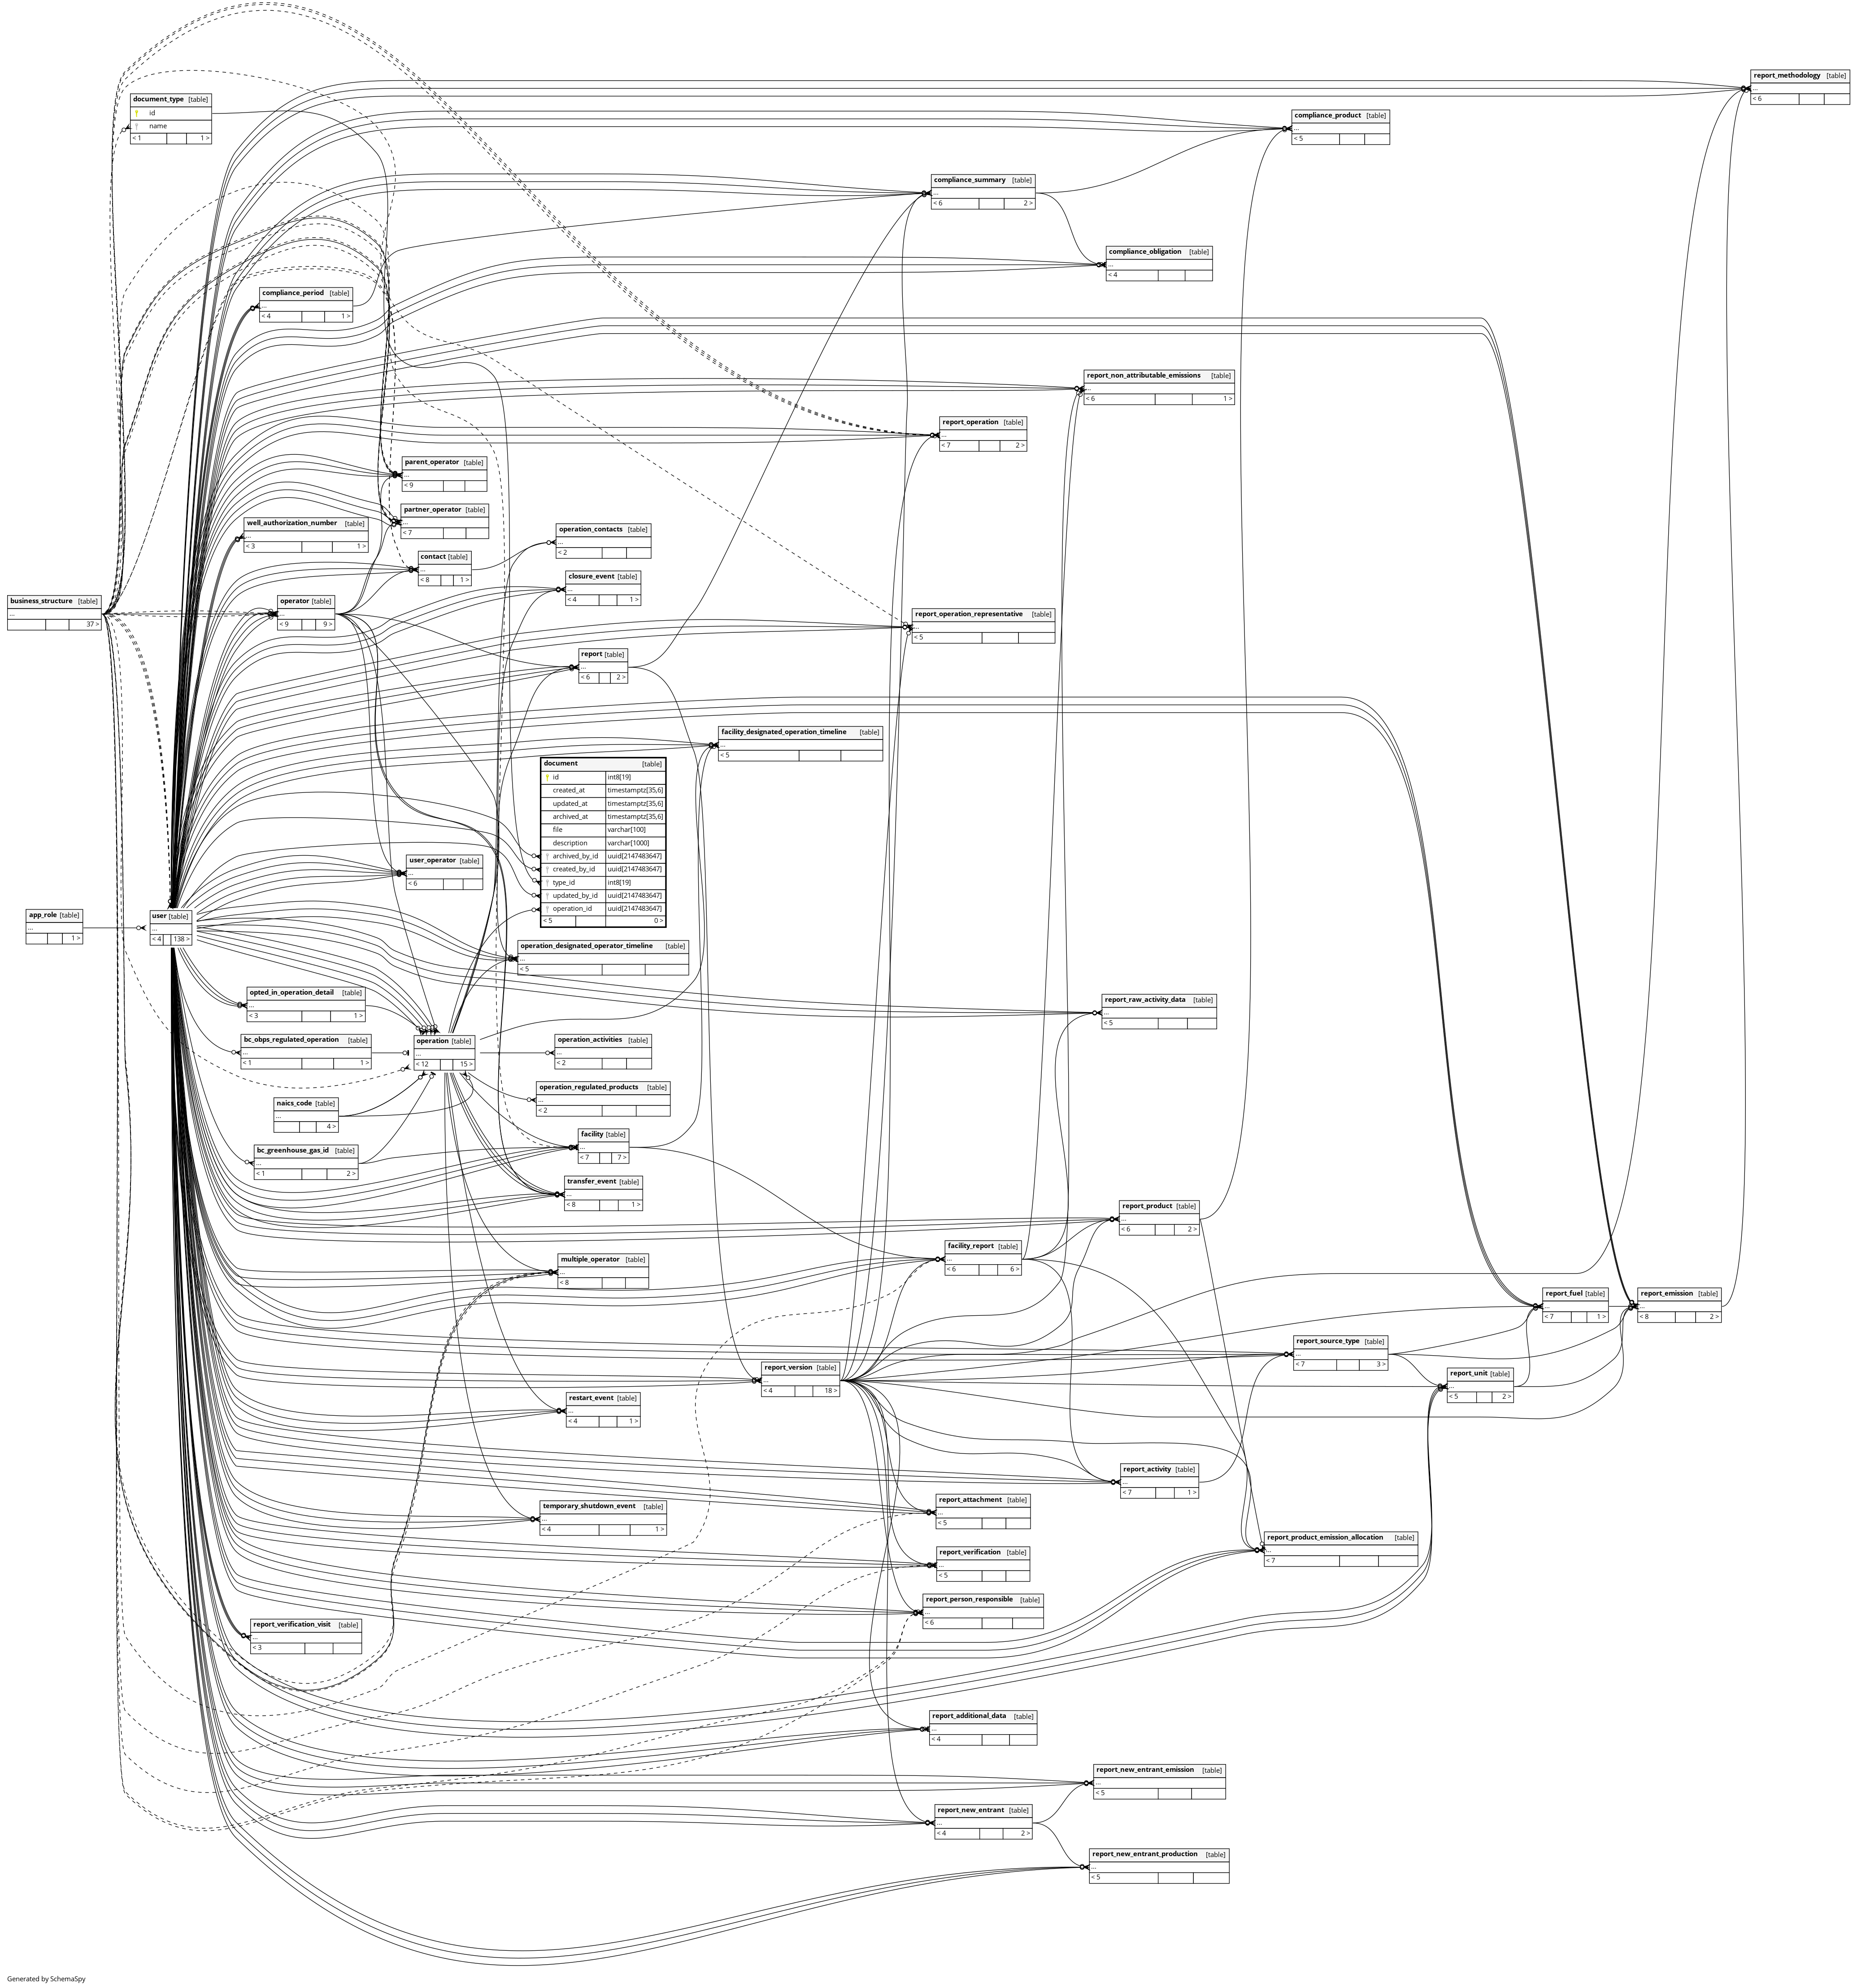 report_methodology [table]
...
< 6
document_type [table]
id
name
< 1 1 >
compliance_product [table]
...
< 5
compliance_summary [table]
...
< 6 2 >
compliance_obligation [table]
...
< 4
compliance_period [table]
...
< 4 1 >
report_non_attributable_emissions [table]
...
< 6 1 >
report_operation [table]
...
< 7 2 >
parent_operator [table]
...
< 9
partner_operator [table]
...
< 7
well_authorization_number [table]
...
< 3 1 >
operation_contacts [table]
...
< 2
contact [table]
...
< 8 1 >
closure_event [table]
...
< 4 1 >
business_structure [table]
...
37 >
operator [table]
...
< 9 9 >
report_operation_representative [table]
...
< 5
report [table]
...
< 6 2 >
facility_designated_operation_timeline [table]
...
< 5
document [table]
id int8[19]
created_at timestamptz[35,6]
updated_at timestamptz[35,6]
archived_at timestamptz[35,6]
file varchar[100]
description varchar[1000]
archived_by_id uuid[2147483647]
created_by_id uuid[2147483647]
type_id int8[19]
updated_by_id uuid[2147483647]
operation_id uuid[2147483647]
< 5 0 >
user_operator [table]
...
< 6
app_role [table]
...
1 >
user [table]
...
< 4 138 >
operation_designated_operator_timeline [table]
...
< 5
opted_in_operation_detail [table]
...
< 3 1 >
report_raw_activity_data [table]
...
< 5
bc_obps_regulated_operation [table]
...
< 1 1 >
operation [table]
...
< 12 15 >
operation_activities [table]
...
< 2
operation_regulated_products [table]
...
< 2
naics_code [table]
...
4 >
facility [table]
...
< 7 7 >
bc_greenhouse_gas_id [table]
...
< 1 2 >
transfer_event [table]
...
< 8 1 >
report_product [table]
...
< 6 2 >
facility_report [table]
...
< 6 6 >
multiple_operator [table]
...
< 8
report_fuel [table]
...
< 7 1 >
report_emission [table]
...
< 8 2 >
report_source_type [table]
...
< 7 3 >
report_version [table]
...
< 4 18 >
report_unit [table]
...
< 5 2 >
restart_event [table]
...
< 4 1 >
report_activity [table]
...
< 7 1 >
report_attachment [table]
...
< 5
temporary_shutdown_event [table]
...
< 4 1 >
report_product_emission_allocation [table]
...
< 7
report_verification [table]
...
< 5
report_person_responsible [table]
...
< 6
report_verification_visit [table]
...
< 3
report_additional_data [table]
...
< 4
report_new_entrant_emission [table]
...
< 5
report_new_entrant [table]
...
< 4 2 >
report_new_entrant_production [table]
...
< 5
Generated by SchemaSpy